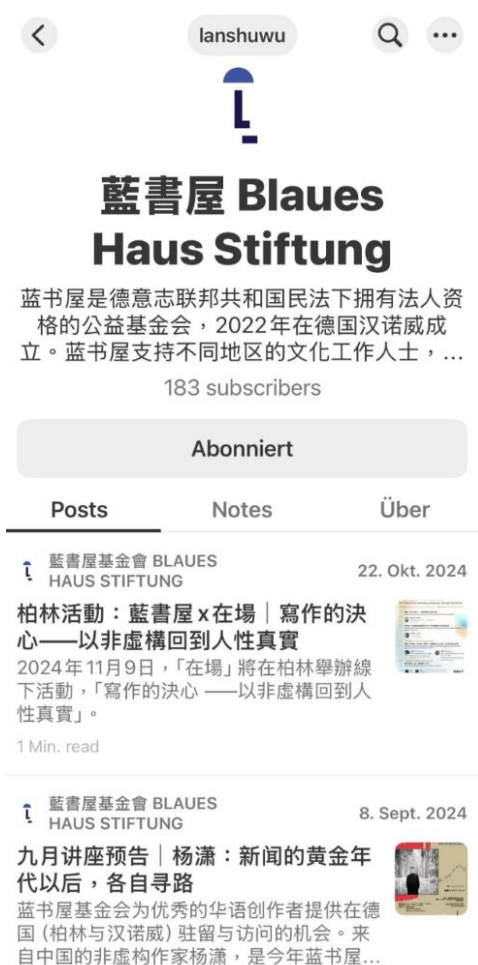 lanshuwu
藍書屋 Blaues
Haus Stiftung
蓝书屋是德意志联邦共和国民法下拥有法人资
格的公益基金会，2022年在德国汉诺威成
立。蓝书屋支持不同地区的文化工作人士，...
183 subscribers
Abonniert
Posts Notes Über
藍書屋基金會 BLAUES
HAUS STIFTUNG
22. Okt. 2024
柏林活動：藍書屋x在場｜寫作的決
心——以非虛構回到人性真實
2024年11月9日，「在場」將在柏林舉辦線
下活動，「寫作的決心 ——以非虛構回到人
性真實」。
1 Min. read
藍書屋基金會 BLAUES
HAUS STIFTUNG
8. Sept. 2024
九月讲座预告｜杨潇：新闻的黄金年
代以后，各自寻路
蓝书屋基金会为优秀的华语创作者提供在德
国 (柏林与汉诺威) 驻留与访问的机会。来
自中国的非虚构作家杨潇，是今年蓝书屋...